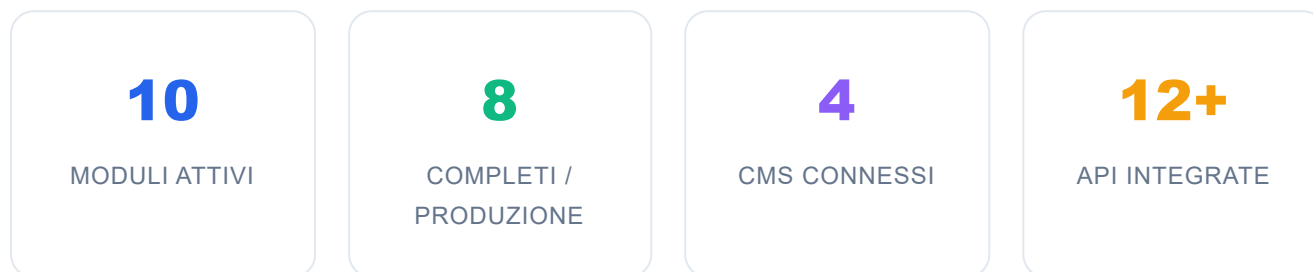 10
MODULI ATTIVI
8
COMPLETI /
PRODUZIONE
4
CMS CONNESSI
12+
API INTEGRATE